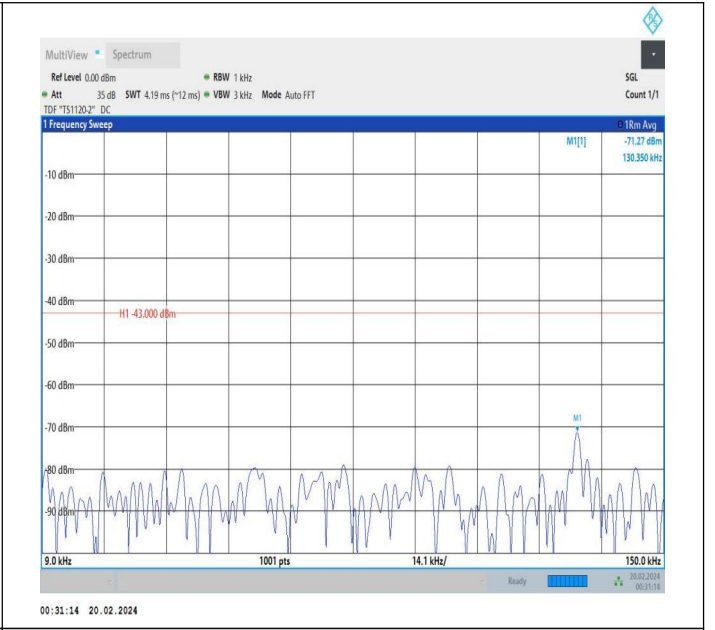 R&S
MultiView Spectrum
Ref Level 0.00 dBm RBW 1 kHz SGL
Att 35 dB SWT 4.19 ms (~12 ms) VBW 3 kHz Mode Auto FFT Count 1/1
TDF "TS1120-2" DC
1 Frequency Sweep 1Rm Avg
M1[1] -71.27 dBm
130.350 kHz
-10 dBm
-20 dBm
-30 dBm
-40 dBm
H1 -43.000 dBm
-50 dBm
-60 dBm
M1
-70 dBm
-80 dBm
-90 dBm
9.0 kHz 1001 pts 14.1 kHz/ 150.0 kHz
Ready 20.02.2024
00:31:14
00:31:14 20.02.2024